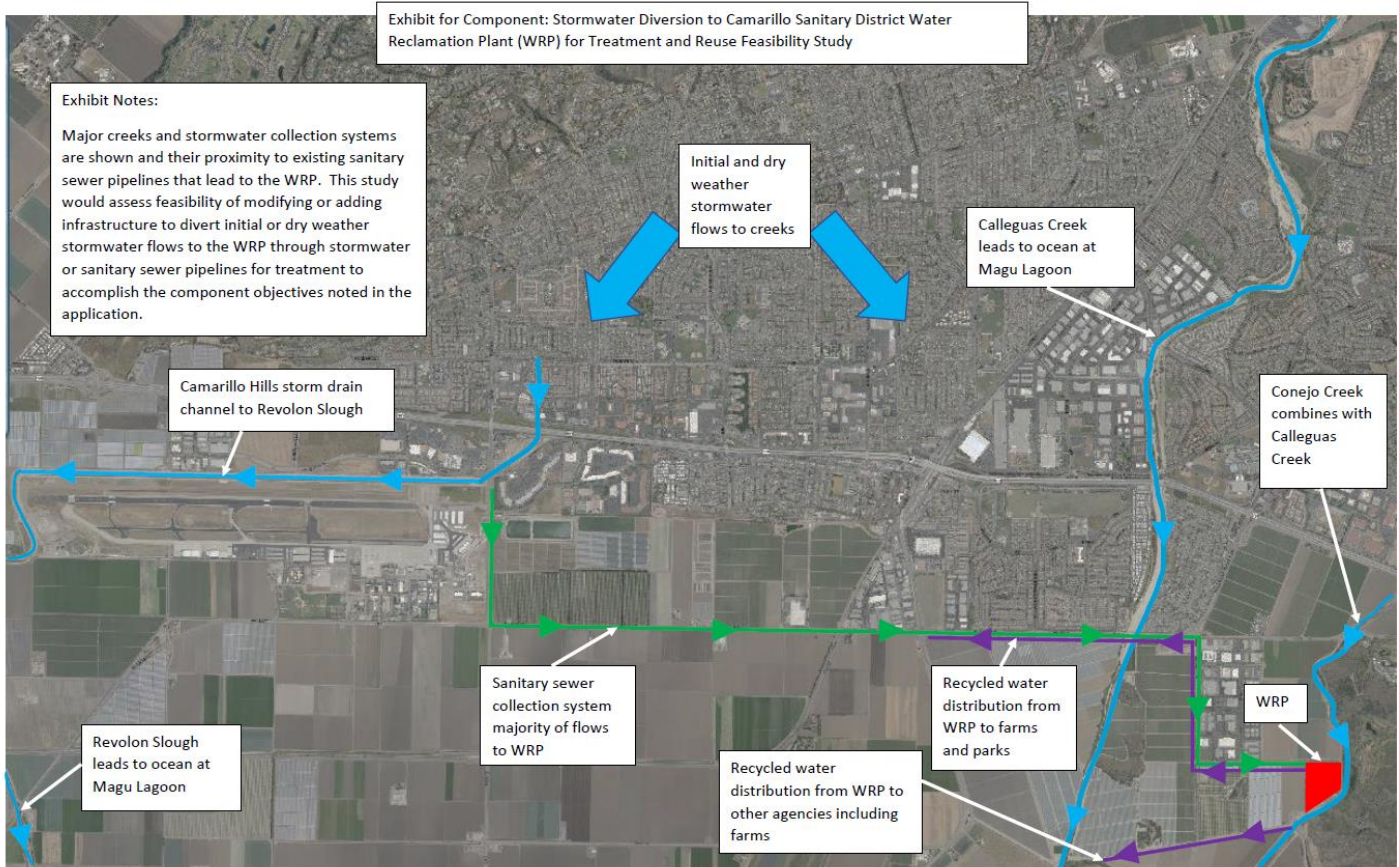 Exhibit for Component: Stormwater Diversion to Camarillo Sanitary District Water
Reclamation Plant (WRP) for Treatment and Reuse Feasibility Study
Exhibit Notes:
Major creeks and stormwater collection systems
are shown and their proximity to existing sanitary
sewer pipelines that lead to the WRP. This study
would assess feasibility of modifying or adding
infrastructure to divert initial or dry weather
stormwater flows to the WRP through stormwater
or sanitary sewer pipelines for treatment to
accomplish the component objectives noted in the
application.
Initial and dry
weather
stormwater
flows to creeks
Calleguas Creek
leads to ocean at
Magu Lagoon
Camarillo Hills storm drain
channel to Revolon Slough
Conejo Creek
combines with
Calleguas
Creek
Sanitary sewer
collection system
majority of flows
to WRP
Recycled water
distribution from
WRP to farms
and parks
WRP
Revolon Slough
leads to ocean at
Magu Lagoon
Recycled water
distribution from WRP to
other agencies including
farms